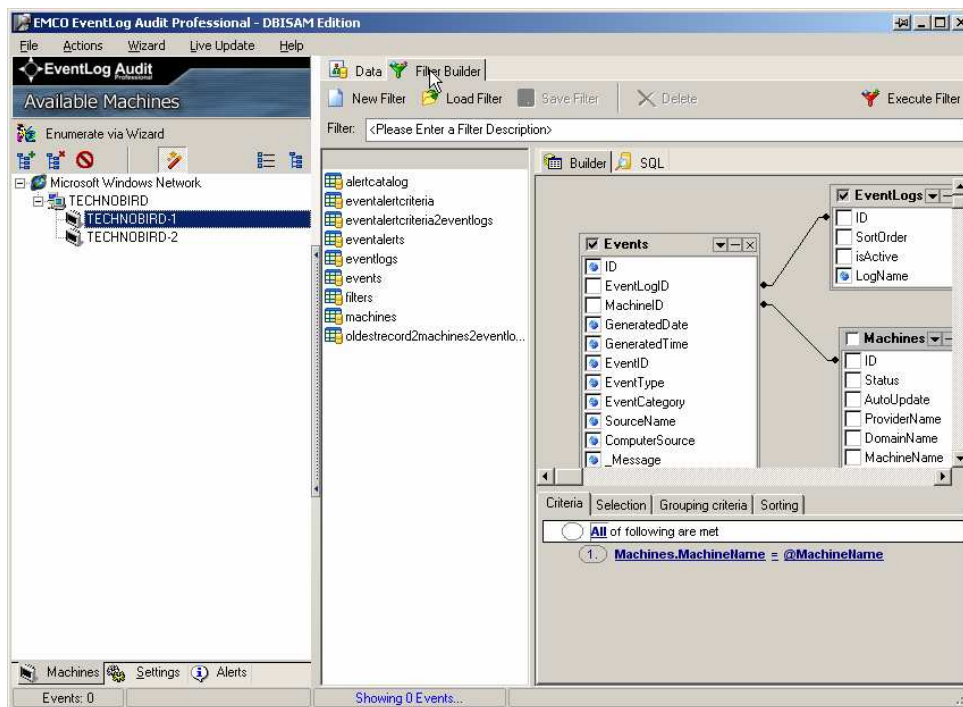 EMCO EventLog Audit Professional - DBISAM Edition
File Actions Wizard Live Update Help
EventLog Audit
Professional
Available Machines
Enumerate via Wizard
Microsoft Windows Network
TECHNOBIRD
TECHNOBIRD-1
TECHNOBIRD-2
Machines Settings Alerts
Data Filter Builder
New Filter Load Filter Save Filter Delete Execute Filter
Filter: <Please Enter a Filter Description>
alertcatalog
eventalertcriteria
eventalertcriteria2eventlogs
eventalerts
eventlogs
events
filters
machines
oldestrecord2machines2eventlo...
Builder SQL
Events
ID
EventLogID
MachineID
GeneratedDate
GeneratedTime
EventID
EventType
EventCategory
SourceName
ComputerSource
_Message
EventLogs
ID
SortOrder
isActive
LogName
Machines
ID
Status
AutoUpdate
ProviderName
DomainName
MachineName
Criteria Selection Grouping criteria Sorting
All of following are met
1. Machines.MachineName = @MachineName
Events: 0 Showing 0 Events...